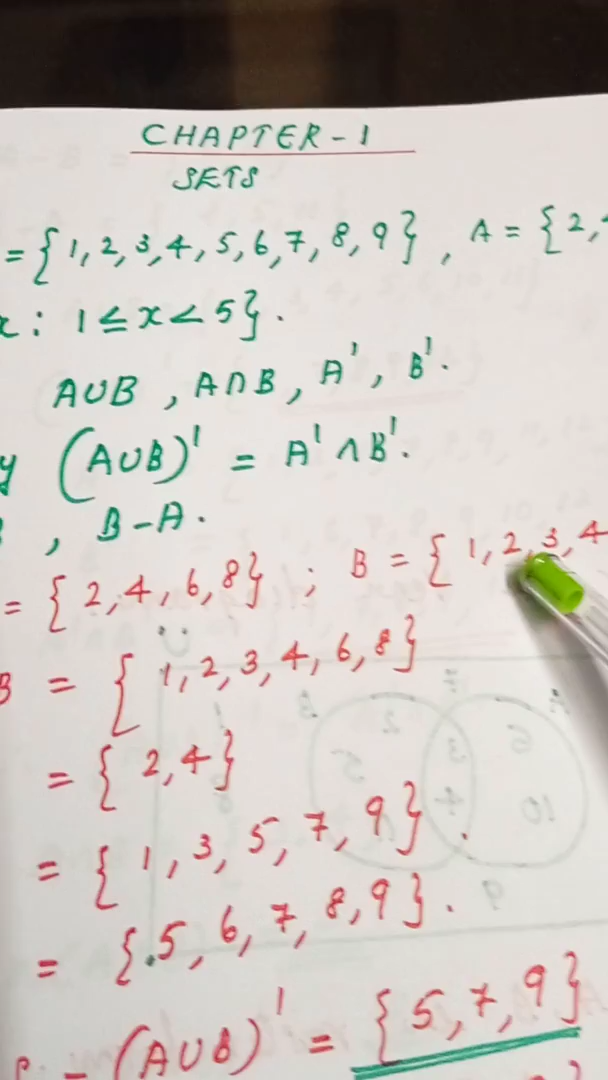 CHAPTER-1
SETS
= {1,2,3,4,5,6,7,8,9}, A = {2,
x : 1 ≤ x < 5}.
A∪B, A∩B, A', B'.
y (A∪B)' = A' ∩ B'.
, B-A.
= {2,4,6,8} ; B = {1,2,3,4
B = {1,2,3,4,6,8}
= {2,4}
= {1,3,5,7,9}.
= {5,6,7,8,9}.
(A∪B)' = {5,7,9}